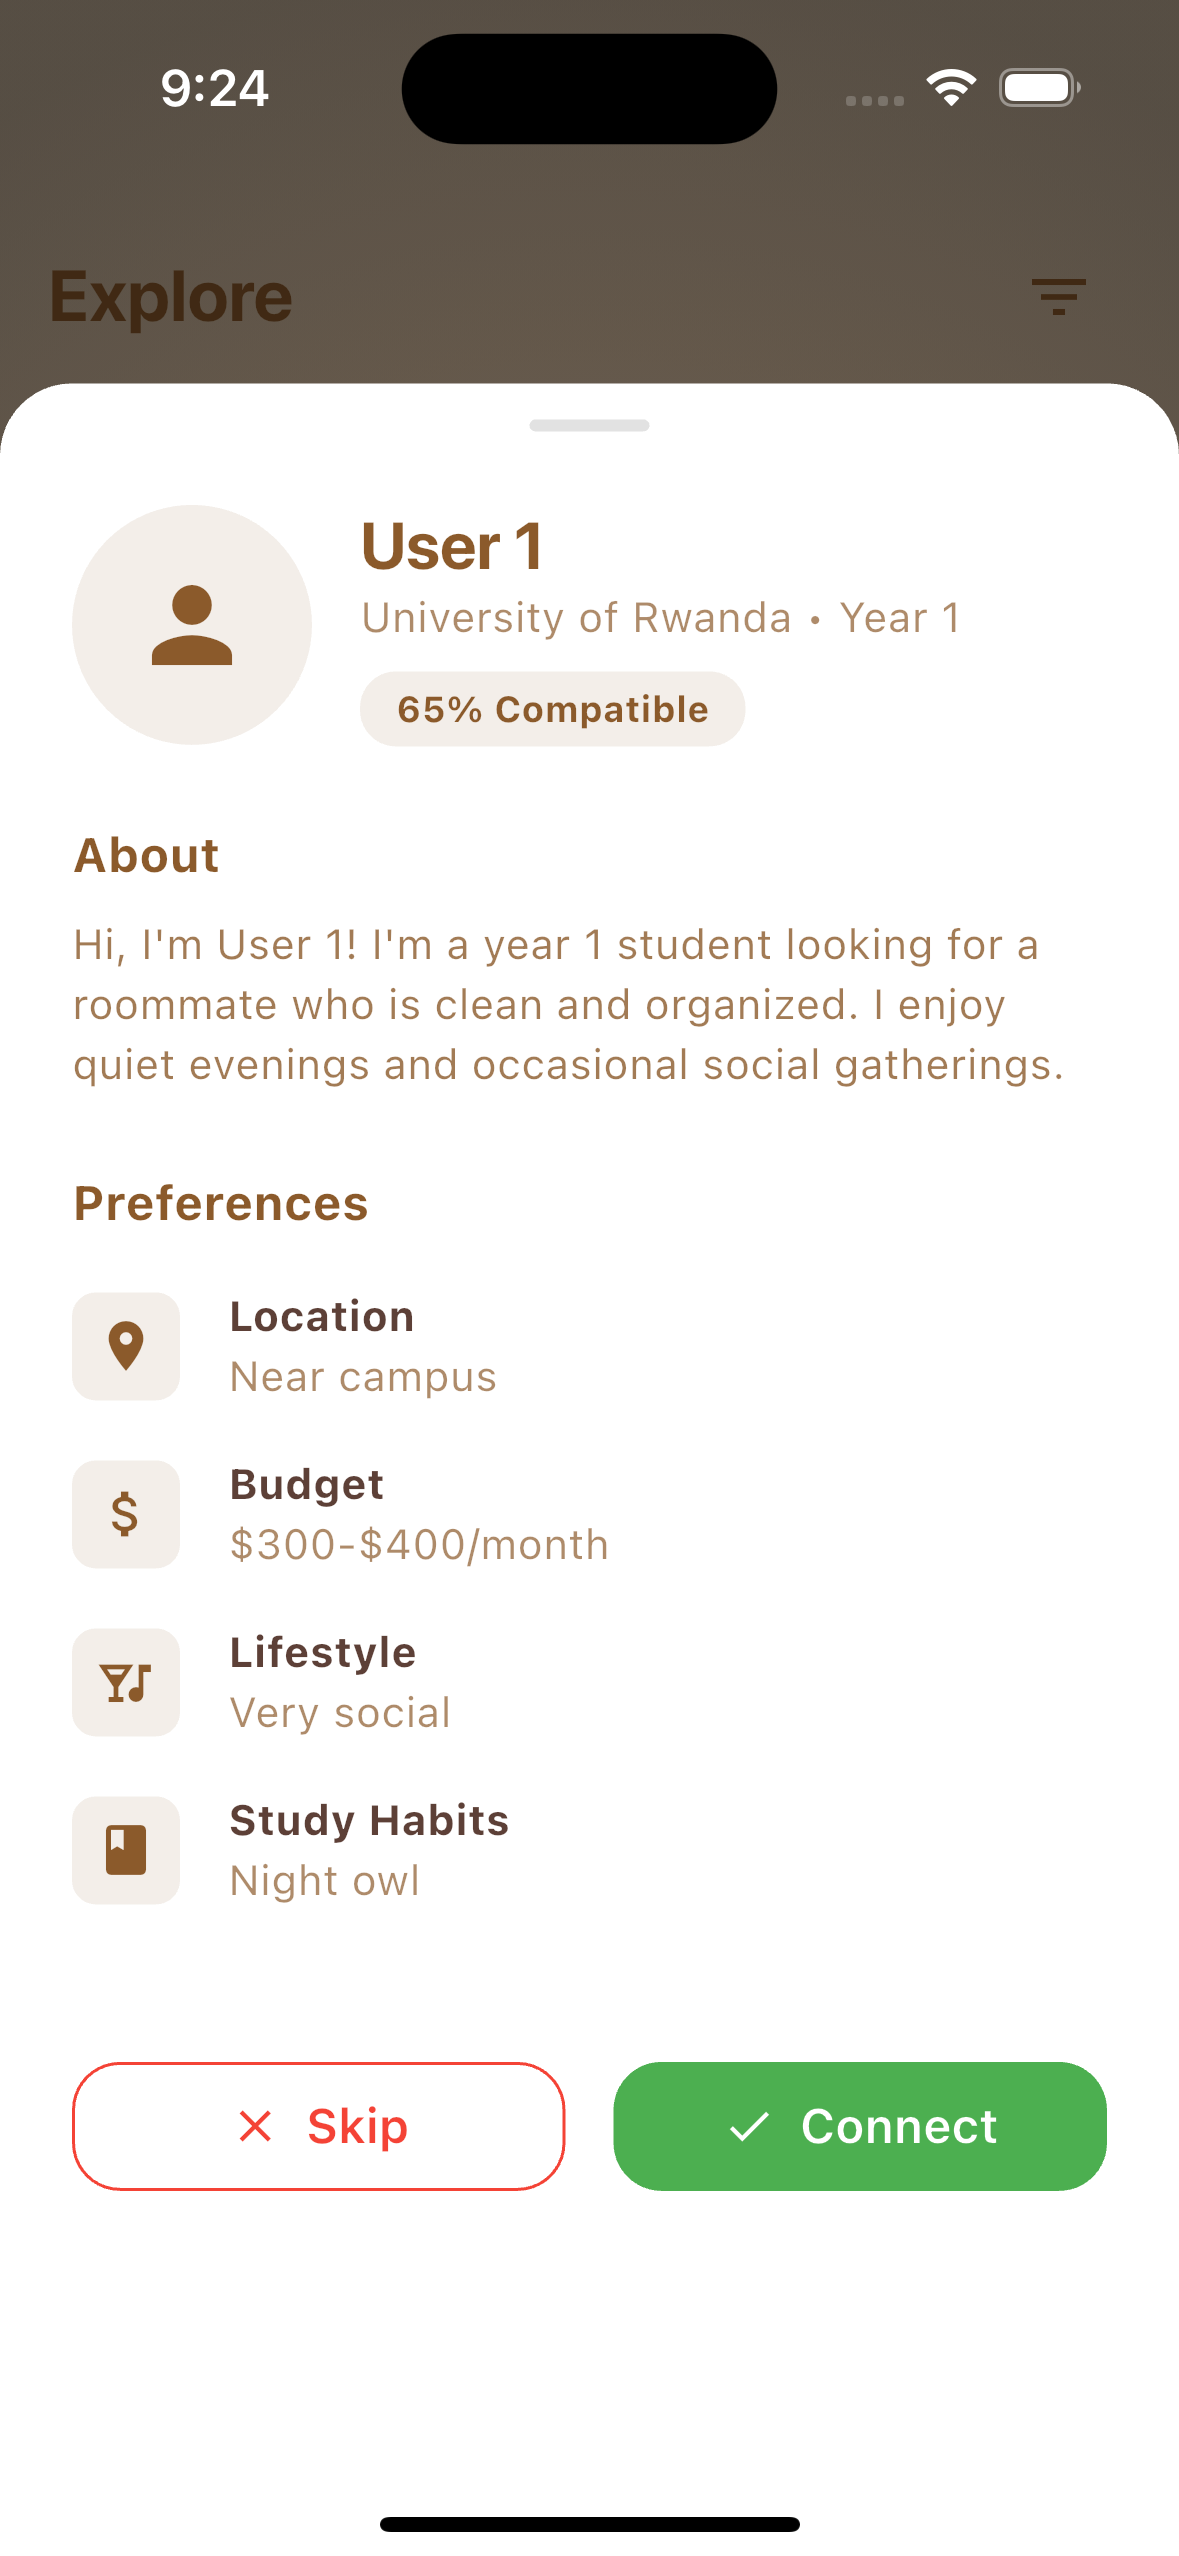 9:24
Explore
User 1
University of Rwanda • Year 1
65% Compatible
About
Hi, I'm User 1! I'm a year 1 student looking for a
roommate who is clean and organized. I enjoy
quiet evenings and occasional social gatherings.
Preferences
Location
Near campus
Budget
$300-$400/month
Lifestyle
Very social
Study Habits
Night owl
Skip
Connect